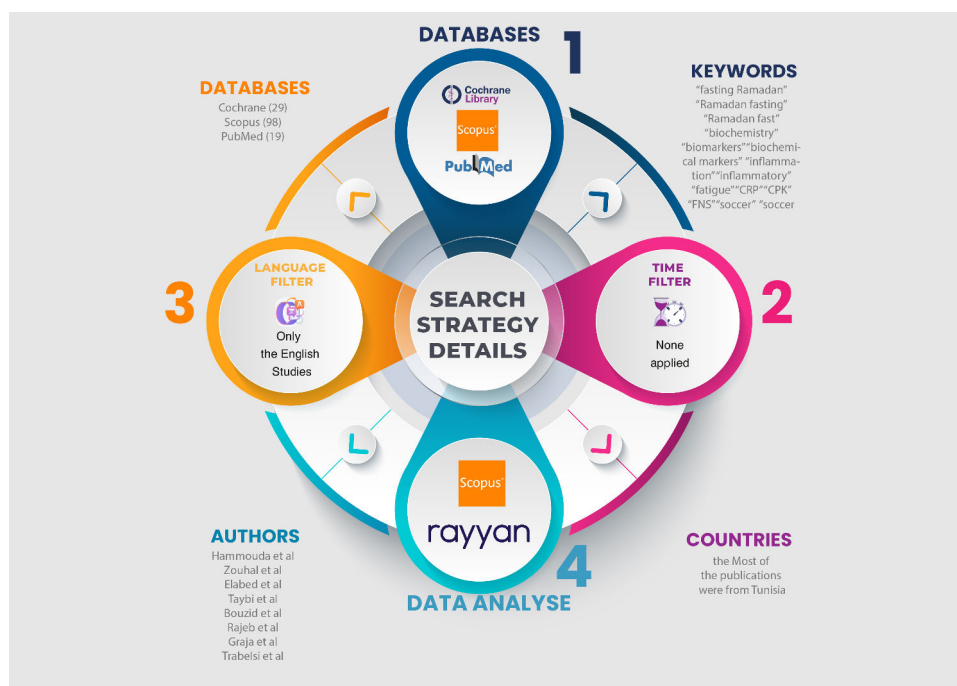 DATABASES
1
Cochrane
Library
Scopus
PubMed
DATABASES
Cochrane (29)
Scopus (98)
PubMed (19)
KEYWORDS
“fasting Ramadan”
“Ramadan fasting”
“Ramadan fast”
“biochemistry”
“biomarkers”“biochemi-
cal markers” “inflamma-
tion”“inflammatory”
“fatigue”“CRP”“CPK”
“FNS”“soccer” “soccer
3
LANGUAGE
FILTER
Only
the English
Studies
SEARCH
STRATEGY
DETAILS
TIME
FILTER
None
applied
2
Scopus
rayyan
4
DATA ANALYSE
AUTHORS
Hammouda et al
Zouhal et al
Elabed et al
Taybi et al
Bouzid et al
Rajeb et al
Graja et al
Trabelsi et al
COUNTRIES
the Most of
the publications
were from Tunisia